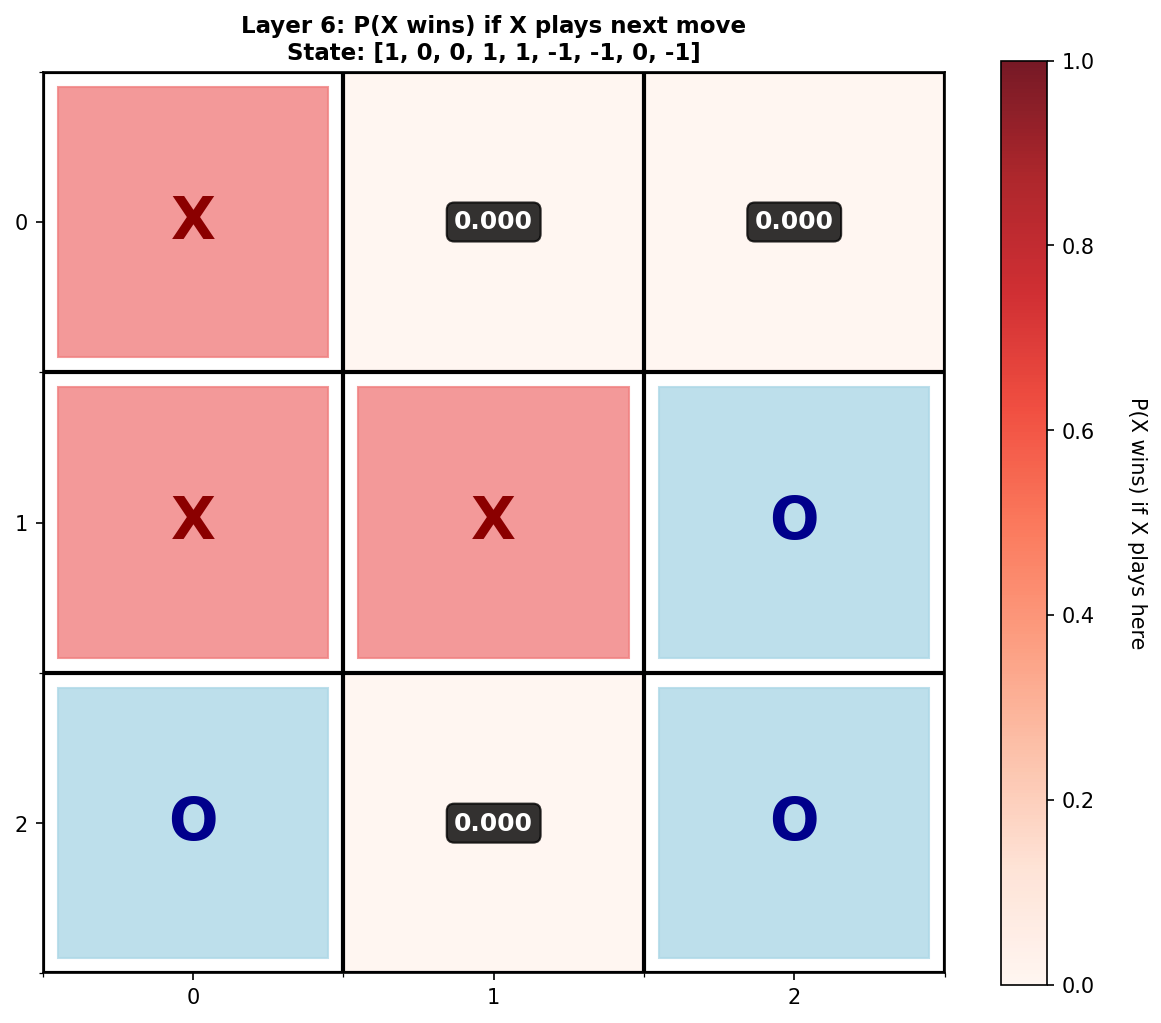 Layer 6: P(X wins) if X plays next move
State: [1, 0, 0, 1, 1, -1, -1, 0, -1]
1.0
0.8
0.6
0.4
0.2
0.0
P(X wins) if X plays here
0
X
0.000
0.000
1
X
X
O
2
O
0.000
O
0
1
2